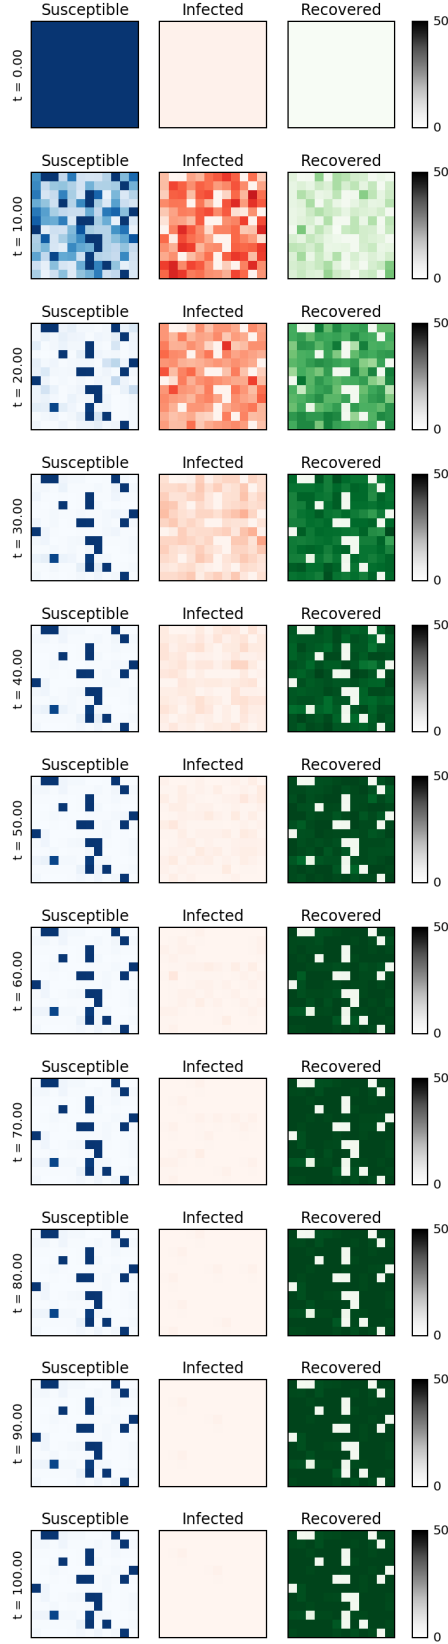 Susceptible Infected Recovered
50
t = 0.00
0
Susceptible Infected Recovered
50
t = 10.00
0
Susceptible Infected Recovered
50
t = 20.00
0
Susceptible Infected Recovered
50
t = 30.00
0
Susceptible Infected Recovered
50
t = 40.00
0
Susceptible Infected Recovered
50
t = 50.00
0
Susceptible Infected Recovered
50
t = 60.00
0
Susceptible Infected Recovered
50
t = 70.00
0
Susceptible Infected Recovered
50
t = 80.00
0
Susceptible Infected Recovered
50
t = 90.00
0
Susceptible Infected Recovered
50
t = 100.00
0